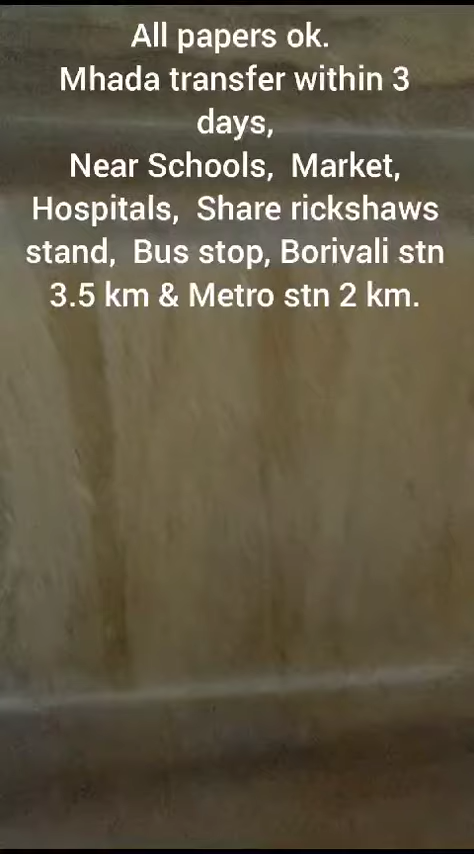 All papers ok.
Mhada transfer within 3
days,
Near Schools,  Market,
Hospitals,  Share rickshaws
stand,  Bus stop, Borivali stn
3.5 km & Metro stn 2 km.